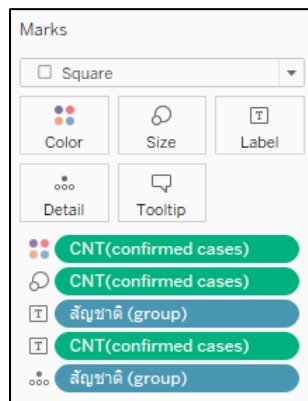 Marks
Square
Color Size Label
Detail Tooltip
CNT(confirmed cases)
CNT(confirmed cases)
T สัญชาติ (group)
T CNT(confirmed cases)
สัญชาติ (group)